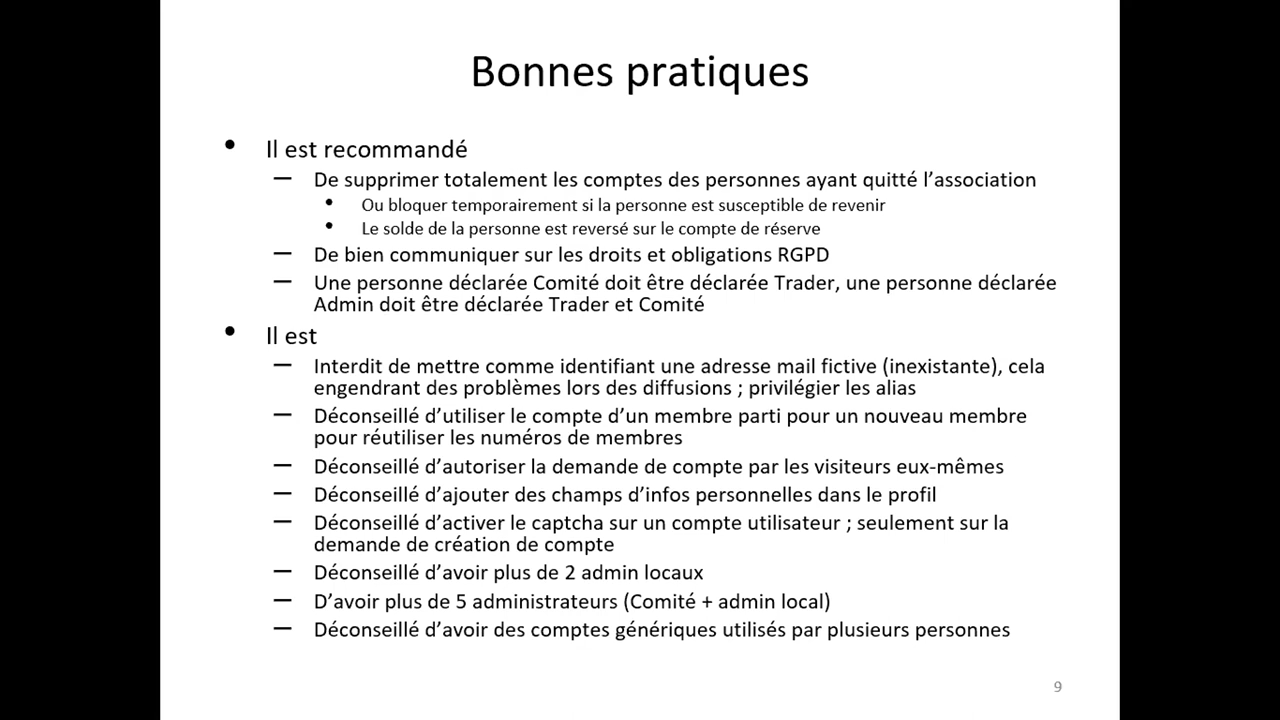 Bonnes pratiques
• Il est recommandé
— De supprimer totalement les comptes des personnes ayant quitté l’association
• Ou bloquer temporairement si la personne est susceptible de revenir
• Le solde de la personne est reversé sur le compte de réserve
— De bien communiquer sur les droits et obligations RGPD
— Une personne déclarée Comité doit être déclarée Trader, une personne déclarée
Admin doit être déclarée Trader et Comité
• Il est
— Interdit de mettre comme identifiant une adresse mail fictive (inexistante), cela
engendrant des problèmes lors des diffusions ; privilégier les alias
— Déconseillé d’utiliser le compte d’un membre parti pour un nouveau membre
pour réutiliser les numéros de membres
— Déconseillé d’autoriser la demande de compte par les visiteurs eux-mêmes
— Déconseillé d’ajouter des champs d’infos personnelles dans le profil
— Déconseillé d’activer le captcha sur un compte utilisateur ; seulement sur la
demande de création de compte
— Déconseillé d’avoir plus de 2 admin locaux
— D’avoir plus de 5 administrateurs (Comité + admin local)
— Déconseillé d’avoir des comptes génériques utilisés par plusieurs personnes
9